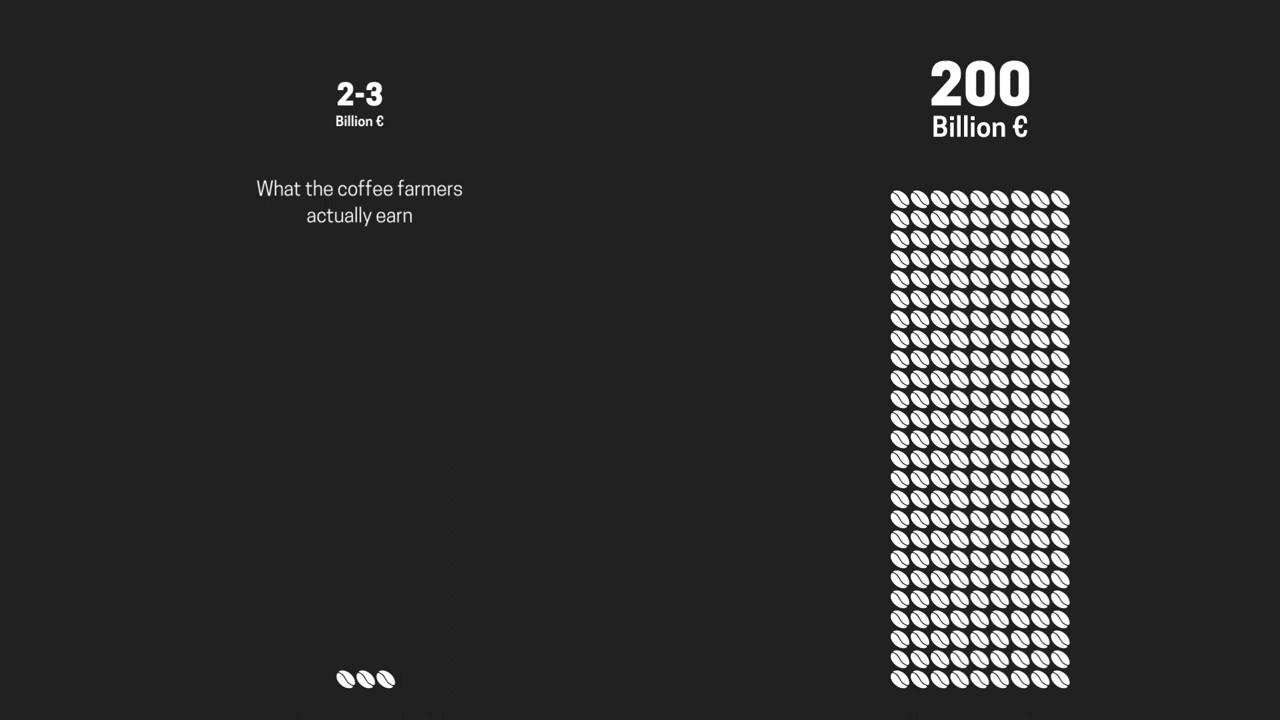 2-3
Billion €
What the coffee farmers
actually earn
200
Billion €